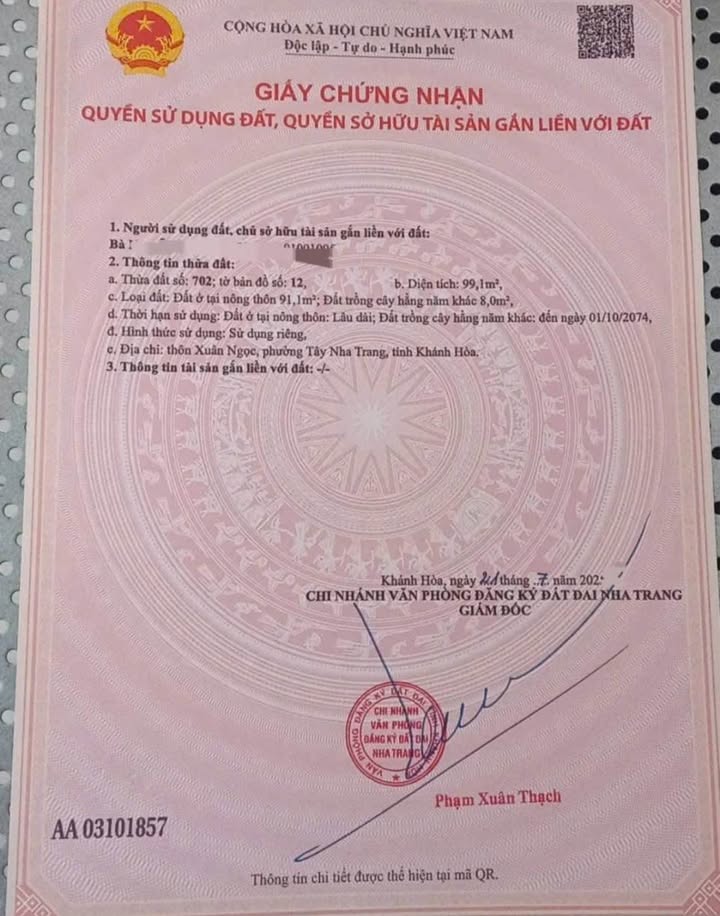 CỘNG HÒA XÃ HỘI CHỦ NGHĨA VIỆT NAM
Độc lập - Tự do - Hạnh phúc
GIẤY CHỨNG NHẬN
QUYỀN SỬ DỤNG ĐẤT, QUYỀN SỞ HỮU TÀI SẢN GẮN LIỀN VỚI ĐẤT
1. Người sử dụng đất, chủ sở hữu tài sản gắn liền với đất:
Bà
2. Thông tin thửa đất:
a. Thửa đất số: 702; tờ bản đồ số: 12, b. Diện tích: 99,1m²,
c. Loại đất: Đất ở tại nông thôn 91,1m²; Đất trồng cây hằng năm khác 8,0m²,
d. Thời hạn sử dụng: Đất ở tại nông thôn: Lâu dài; Đất trồng cây hằng năm khác: đến ngày 01/10/2074,
đ. Hình thức sử dụng: Sử dụng riêng,
e. Địa chỉ: thôn Xuân Ngọc, phường Tây Nha Trang, tỉnh Khánh Hòa.
3. Thông tin tài sản gắn liền với đất: -/-
Khánh Hòa, ngày tháng 7 năm 202
CHI NHÁNH VĂN PHÒNG ĐĂNG KÝ ĐẤT ĐAI NHA TRANG
GIÁM ĐỐC
CHI NHÁNH
VĂN PHÒNG
ĐĂNG KÝ ĐẤT ĐAI
NHA TRANG
Phạm Xuân Thạch
AA 03101857
Thông tin chi tiết được thể hiện tại mã QR.